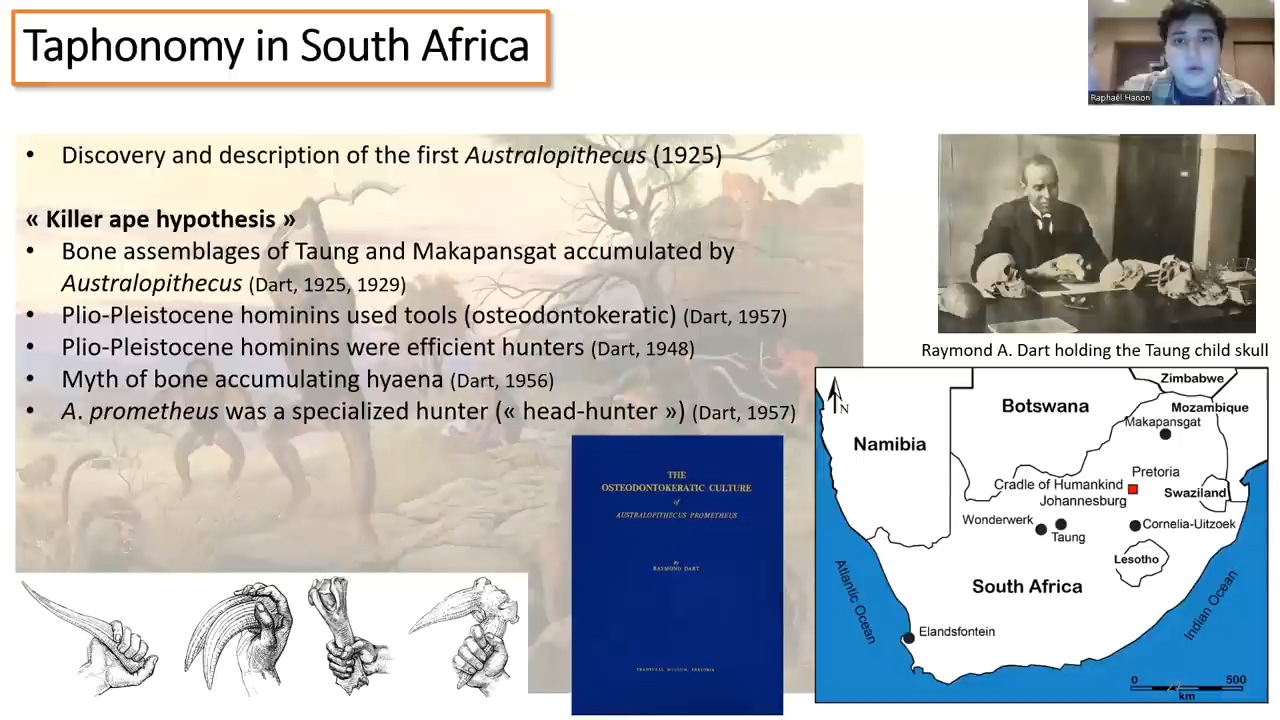 Taphonomy in South Africa
Raphaël Hanon
• Discovery and description of the first Australopithecus (1925)
« Killer ape hypothesis »
• Bone assemblages of Taung and Makapansgat accumulated by
Australopithecus (Dart, 1925, 1929)
• Plio-Pleistocene hominins used tools (osteodontokeratic) (Dart, 1957)
• Plio-Pleistocene hominins were efficient hunters (Dart, 1948)
• Myth of bone accumulating hyaena (Dart, 1956)
• A. prometheus was a specialized hunter (« head-hunter ») (Dart, 1957)
THE
OSTEODONTOKERATIC CULTURE
of
AUSTRALOPITHECUS PROMETHEUS
BY
RAYMOND DART
TRANSVAAL MUSEUM, PRETORIA
Raymond A. Dart holding the Taung child skull
Zimbabwe
Botswana
Mozambique
N
Makapansgat
Namibia
Pretoria
Cradle of Humankind
Johannesburg
Swaziland
Wonderwerk
Cornelia-Uitzoek
Taung
Lesotho
South Africa
Atlantic Ocean
Indian Ocean
Elandsfontein
0 500
km